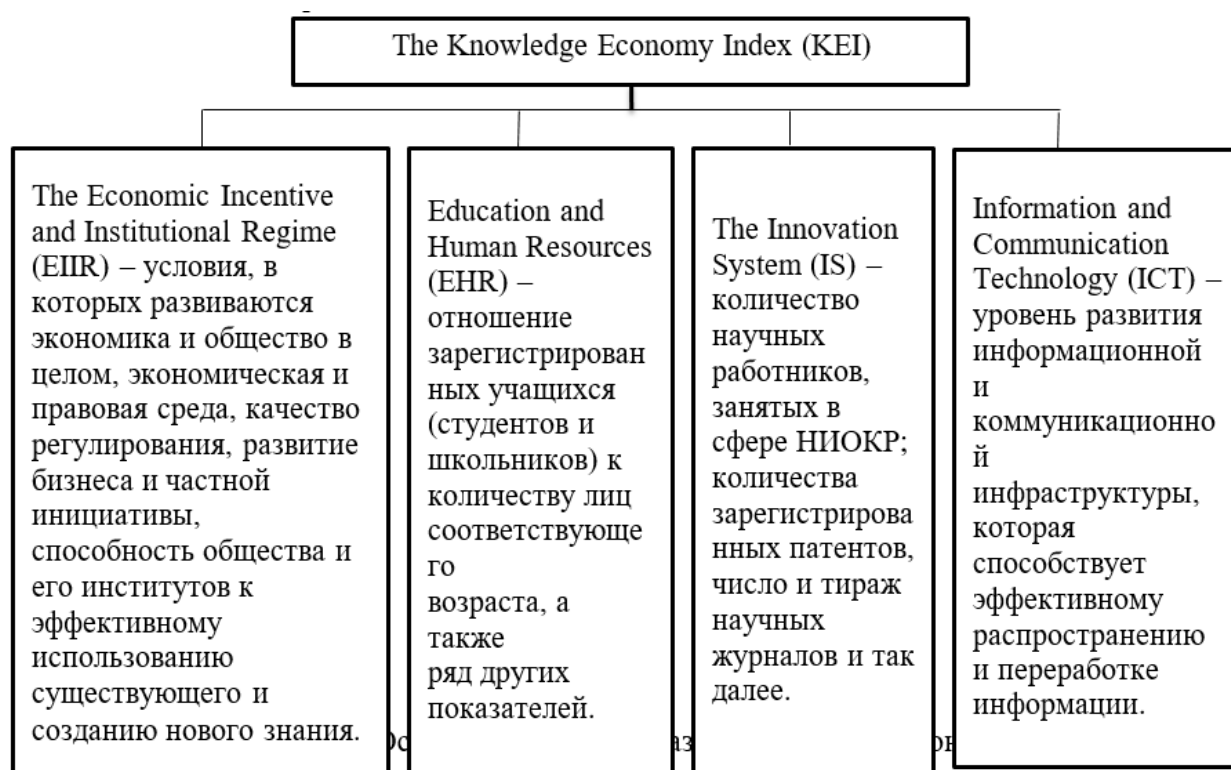 The Knowledge Economy Index (KEI)
The Economic Incentive
and Institutional Regime
(EIIR) – условия, в
которых развиваются
экономика и общество в
целом, экономическая и
правовая среда, качество
регулирования, развитие
бизнеса и частной
инициативы,
способность общества и
его институтов к
эффективному
использованию
существующего и
созданию нового знания.
Education and
Human Resources
(EHR) –
отношение
зарегистрирован
ных учащихся
(студентов и
школьников) к
количеству лиц
соответствующе
го
возраста, а
также
ряд других
показателей.
The Innovation
System (IS) –
количество
научных
работников,
занятых в
сфере НИОКР;
количества
зарегистрирова
нных патентов,
число и тираж
научных
журналов и так
далее.
Information and
Communication
Technology (ICT) –
уровень развития
информационной
и
коммуникационно
й
инфраструктуры,
которая
способствует
эффективному
распространению
и переработке
информации.